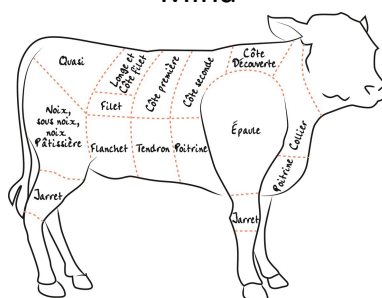 Quasi
Longe et
Côte filet
Côte première
Côte seconde
Côte
Découverte
Noix,
sous noix,
noix
Pâtissière
Filet
Flanchet
Tendron
Poitrine
Épaule
Collier
Poitrine
Jarret
Jarret